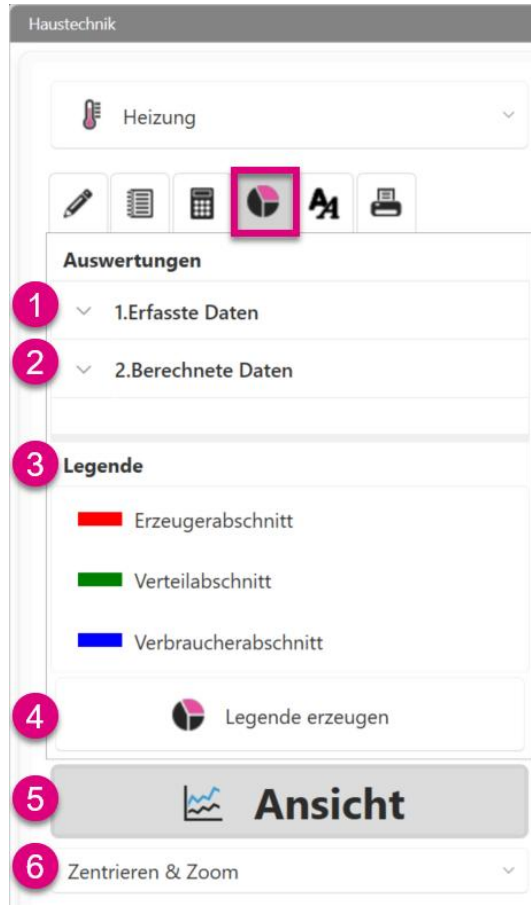 Haustechnik
Heizung
Auswertungen
1 1.Erfasste Daten
2 2.Berechnete Daten
3 Legende
Erzeugerabschnitt
Verteilabschnitt
Verbraucherabschnitt
4 Legende erzeugen
5 Ansicht
6 Zentrieren & Zoom